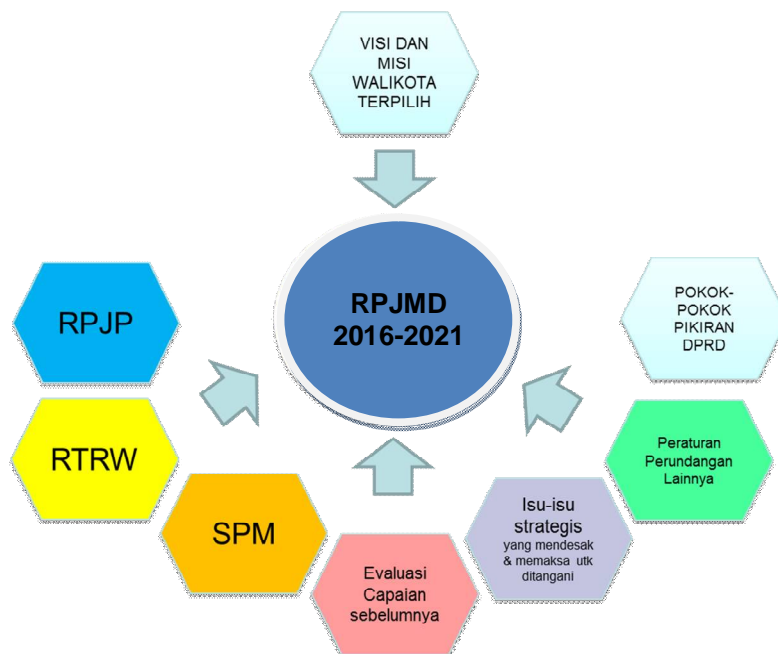 VISI DAN
MISI
WALIKOTA
TERPILIH
RPJMD
2016-2021
RPJP
RTRW
SPM
Evaluasi
Capaian
sebelumnya
Isu-isu
strategis
yang mendesak
& memaksa utk
ditangani
Peraturan
Perundangan
Lainnya
POKOK-
POKOK
PIKIRAN
DPRD